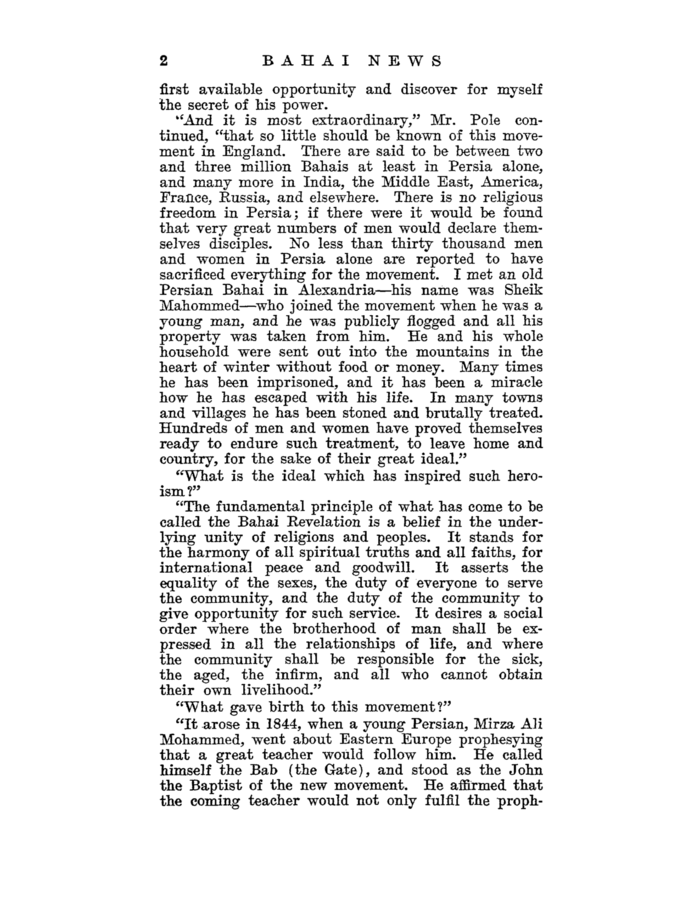 2 BAHAI NEWS
first available opportunity and discover for myself
the secret of his power.
“And it is most extraordinary,” Mr. Pole con-
tinued, “that so little should be known of this move-
ment in England. There are said to be between two
and three million Bahais at least in Persia alone,
and many more in India, the Middle East, America,
France, Russia, and elsewhere. There is no religious
freedom in Persia; if there were it would be found
that very great numbers of men would declare them-
selves disciples. No less than thirty thousand men
and women in Persia alone are reported to have
sacrificed everything for the movement. I met an old
Persian Bahai in Alexandria—his name was Sheik
Mahommed—who joined the movement when he was a
young man, and he was publicly flogged and all his
property was taken from him. He and his whole
household were sent out into the mountains in the
heart of winter without food or money. Many times
he has been imprisoned, and it has been a miracle
how he has escaped with his life. In many towns
and villages he has been stoned and brutally treated.
Hundreds of men and women have proved themselves
ready to endure such treatment, to leave home and
country, for the sake of their great ideal.”
“What is the ideal which has inspired such hero-
ism?”
“The fundamental principle of what has come to be
called the Bahai Revelation is a belief in the under-
lying unity of religions and peoples. It stands for
the harmony of all spiritual truths and all faiths, for
international peace and goodwill. It asserts the
equality of the sexes, the duty of everyone to serve
the community, and the duty of the community to
give opportunity for such service. It desires a social
order where the brotherhood of man shall be ex-
pressed in all the relationships of life, and where
the community shall be responsible for the sick,
the aged, the infirm, and all who cannot obtain
their own livelihood.”
“What gave birth to this movement?”
“It arose in 1844, when a young Persian, Mirza Ali
Mohammed, went about Eastern Europe prophesying
that a great teacher would follow him. He called
himself the Bab (the Gate), and stood as the John
the Baptist of the new movement. He affirmed that
the coming teacher would not only fulfil the proph-